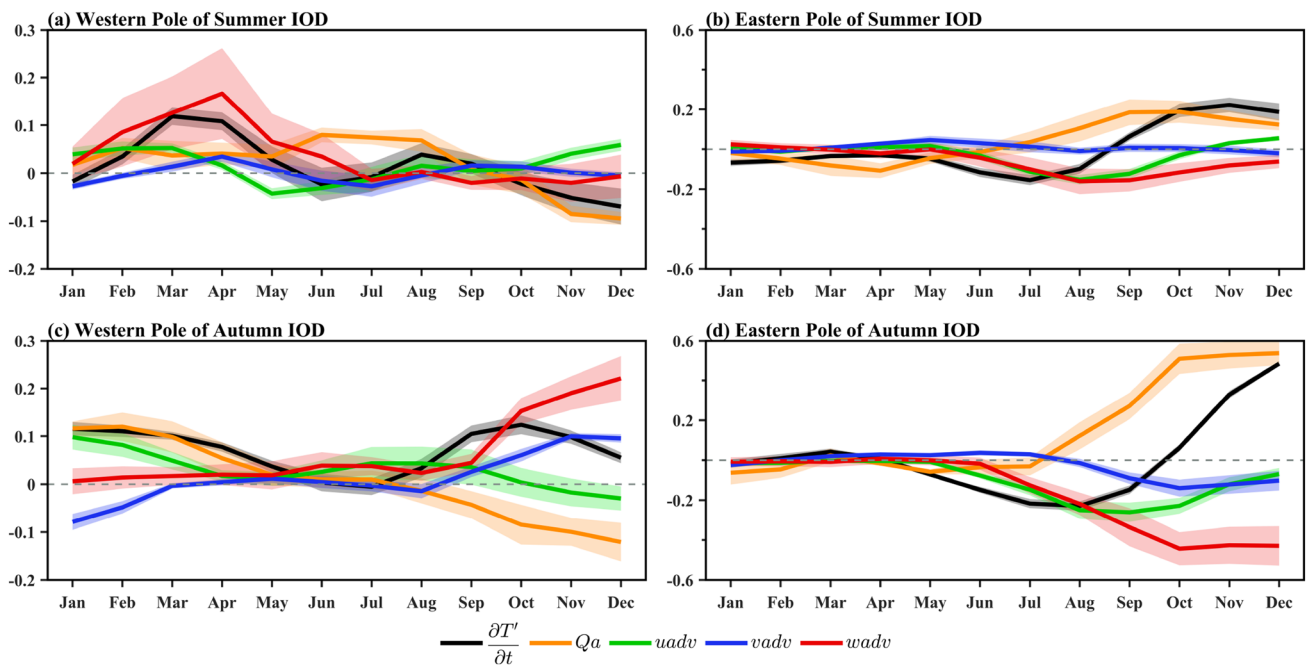 (a) Western Pole of Summer IOD
0.3
0.2
0.1
0
-0.1
-0.2
Jan Feb Mar Apr May Jun Jul Aug Sep Oct Nov Dec
(b) Eastern Pole of Summer IOD
0.6
0.2
-0.2
-0.6
Jan Feb Mar Apr May Jun Jul Aug Sep Oct Nov Dec
(c) Western Pole of Autumn IOD
0.3
0.2
0.1
0
-0.1
-0.2
Jan Feb Mar Apr May Jun Jul Aug Sep Oct Nov Dec
(d) Eastern Pole of Autumn IOD
0.6
0.2
-0.2
-0.6
Jan Feb Mar Apr May Jun Jul Aug Sep Oct Nov Dec
∂T′/∂t Qa uadv vadv wadv